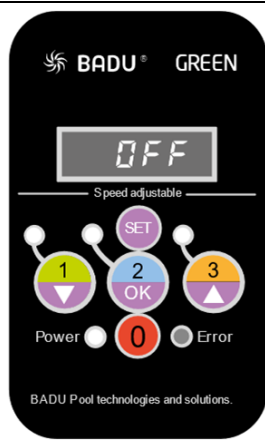 BADU® GREEN
OFF
Speed adjustable
SET
1 2 3
OK
Power 0 Error
BADU Pool technologies and solutions.